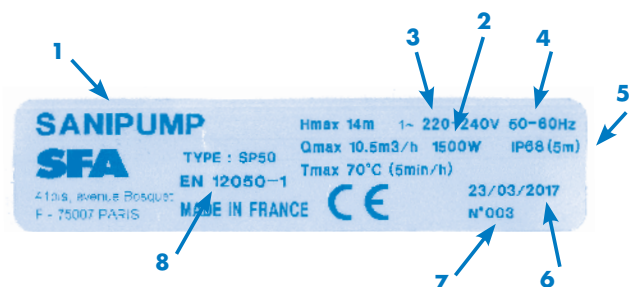 1
3
2
4
5
SANIPUMP
Hmax 14m 1~ 220-240V 50-60Hz
SFA
TYPE : SP50
Qmax 10.5m3/h 1500W IP68 (5m)
Tmax 70°C (5min/h)
EN 12050-1
41bis, avenue Bosquet
F - 75007 PARIS
MADE IN FRANCE CE
23/03/2017
N°003
8
7
6